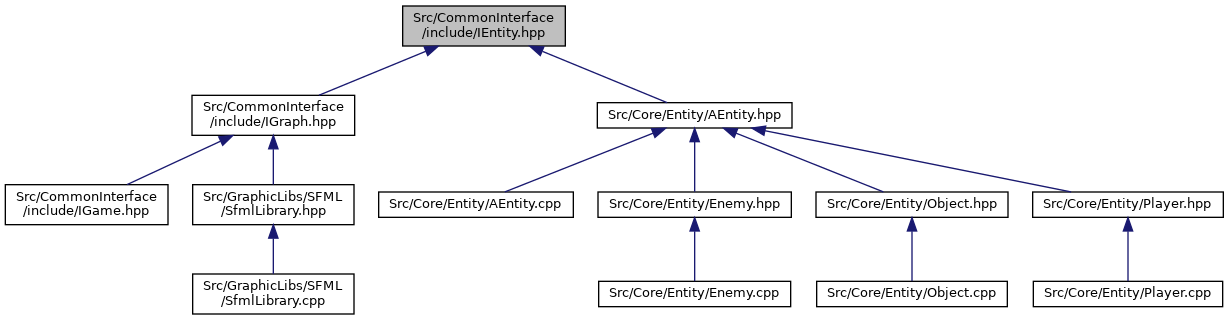 Src/CommonInterface
/include/IEntity.hpp
Src/CommonInterface
/include/IGraph.hpp
Src/Core/Entity/AEntity.hpp
Src/CommonInterface
/include/IGame.hpp
Src/GraphicLibs/SFML
/SfmlLibrary.hpp
Src/Core/Entity/AEntity.cpp
Src/Core/Entity/Enemy.hpp
Src/Core/Entity/Object.hpp
Src/Core/Entity/Player.hpp
Src/GraphicLibs/SFML
/SfmlLibrary.cpp
Src/Core/Entity/Enemy.cpp
Src/Core/Entity/Object.cpp
Src/Core/Entity/Player.cpp